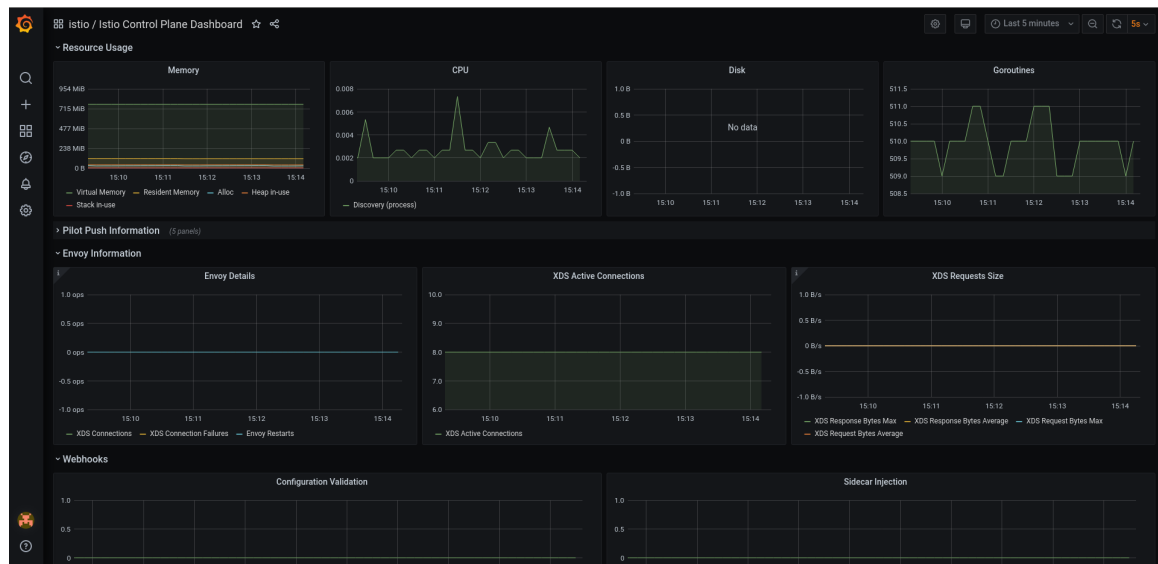 istio / Istio Control Plane Dashboard
Last 5 minutes
5s
Resource Usage
Memory
954 MiB
715 MiB
477 MiB
238 MiB
0 B
15:10 15:11 15:12 15:13 15:14
Virtual Memory Resident Memory Alloc Heap in-use
Stack in-use
CPU
0.008
0.006
0.004
0.002
0
15:10 15:11 15:12 15:13 15:14
Discovery (process)
Disk
1.0 B
0.5 B
0 B
-0.5 B
-1.0 B
No data
15:10 15:11 15:12 15:13 15:14
Goroutines
511.5
511.0
510.5
510.0
509.5
509.0
508.5
15:10 15:11 15:12 15:13 15:14
Pilot Push Information (5 panels)
Envoy Information
i
Envoy Details
1.0 ops
0.5 ops
0 ops
-0.5 ops
-1.0 ops
15:10 15:11 15:12 15:13 15:14
XDS Connections XDS Connection Failures Envoy Restarts
XDS Active Connections
10.0
9.0
8.0
7.0
6.0
15:10 15:11 15:12 15:13 15:14
XDS Active Connections
i
XDS Requests Size
1.0 B/s
0.5 B/s
0 B/s
-0.5 B/s
-1.0 B/s
15:10 15:11 15:12 15:13 15:14
XDS Response Bytes Max XDS Response Bytes Average XDS Request Bytes Max
XDS Request Bytes Average
Webhooks
Configuration Validation
1.0
0.5
0
Sidecar Injection
1.0
0.5
0